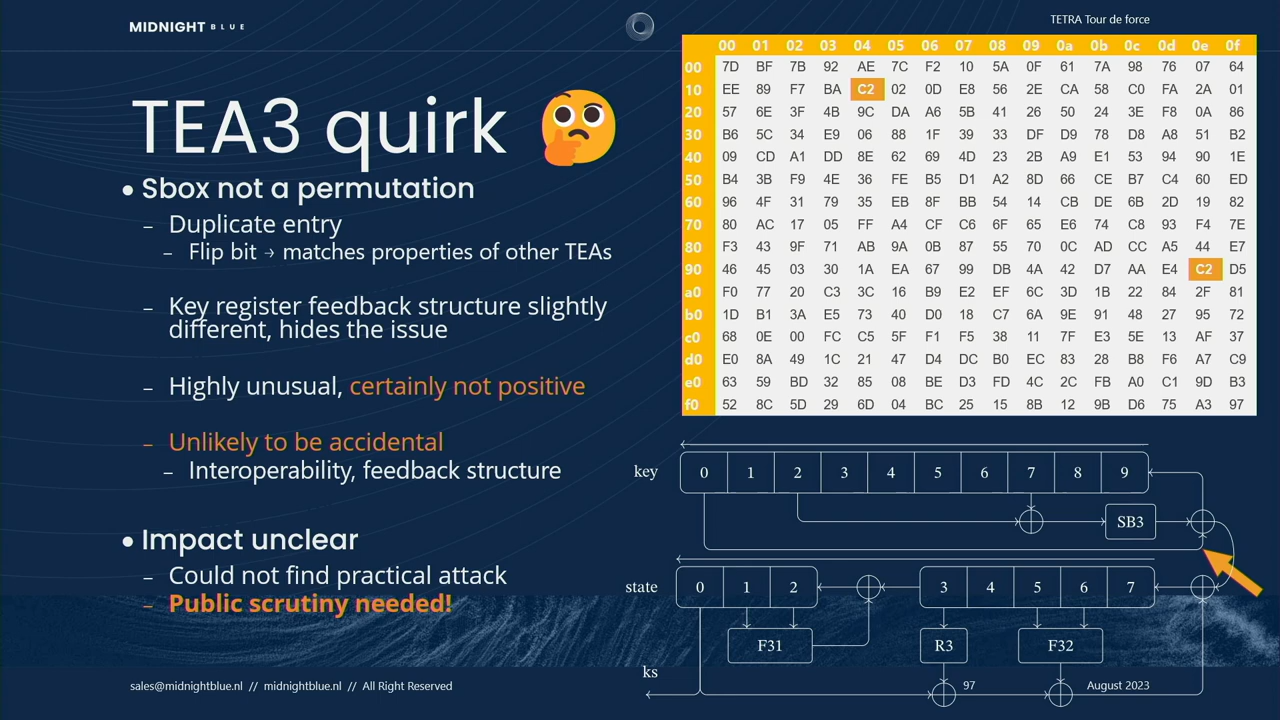 MIDNIGHT BLUE
TETRA Tour de force
TEA3 quirk
• Sbox not a permutation
– Duplicate entry
– Flip bit → matches properties of other TEAs
– Key register feedback structure slightly
different, hides the issue
– Highly unusual, certainly not positive
– Unlikely to be accidental
– Interoperability, feedback structure
• Impact unclear
– Could not find practical attack
– Public scrutiny needed!
00 01 02 03 04 05 06 07 08 09 0a 0b 0c 0d 0e 0f
00 7D BF 7B 92 AE 7C F2 10 5A 0F 61 7A 98 76 07 64
10 EE 89 F7 BA C2 02 0D E8 56 2E CA 58 C0 FA 2A 01
20 57 6E 3F 4B 9C DA A6 5B 41 26 50 24 3E F8 0A 86
30 B6 5C 34 E9 06 88 1F 39 33 DF D9 78 D8 A8 51 B2
40 09 CD A1 DD 8E 62 69 4D 23 2B A9 E1 53 94 90 1E
50 B4 3B F9 4E 36 FE B5 D1 A2 8D 66 CE B7 C4 60 ED
60 96 4F 31 79 35 EB 8F BB 54 14 CB DE 6B 2D 19 82
70 80 AC 17 05 FF A4 CF C6 6F 65 E6 74 C8 93 F4 7E
80 F3 43 9F 71 AB 9A 0B 87 55 70 0C AD CC A5 44 E7
90 46 45 03 30 1A EA 67 99 DB 4A 42 D7 AA E4 C2 D5
a0 F0 77 20 C3 3C 16 B9 E2 EF 6C 3D 1B 22 84 2F 81
b0 1D B1 3A E5 73 40 D0 18 C7 6A 9E 91 48 27 95 72
c0 68 0E 00 FC C5 5F F1 F5 38 11 7F E3 5E 13 AF 37
d0 E0 8A 49 1C 21 47 D4 DC B0 EC 83 28 B8 F6 A7 C9
e0 63 59 BD 32 85 08 BE D3 FD 4C 2C FB A0 C1 9D B3
f0 52 8C 5D 29 6D 04 BC 25 15 8B 12 9B D6 75 A3 97
key 0 1 2 3 4 5 6 7 8 9
SB3
state 0 1 2 3 4 5 6 7
F31 R3 F32
ks
sales@midnightblue.nl // midnightblue.nl // All Right Reserved
97
August 2023